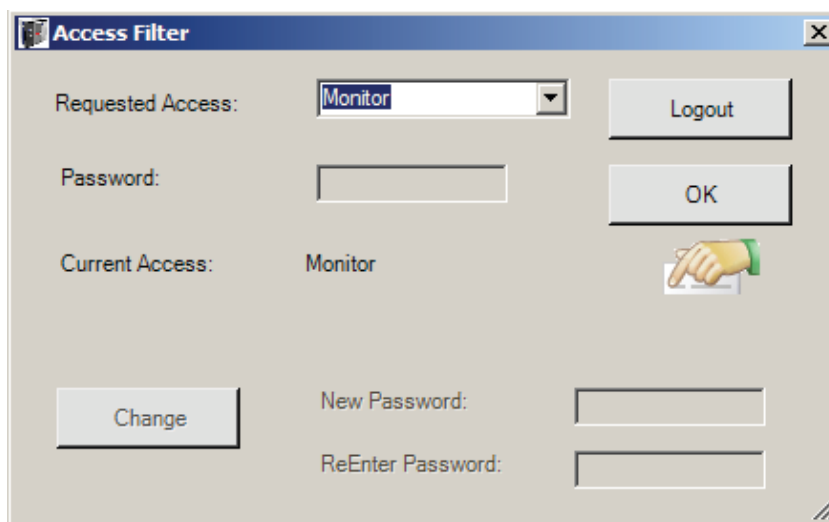 Access Filter
Requested Access: Monitor Logout
Password: OK
Current Access: Monitor
Change New Password:
ReEnter Password: